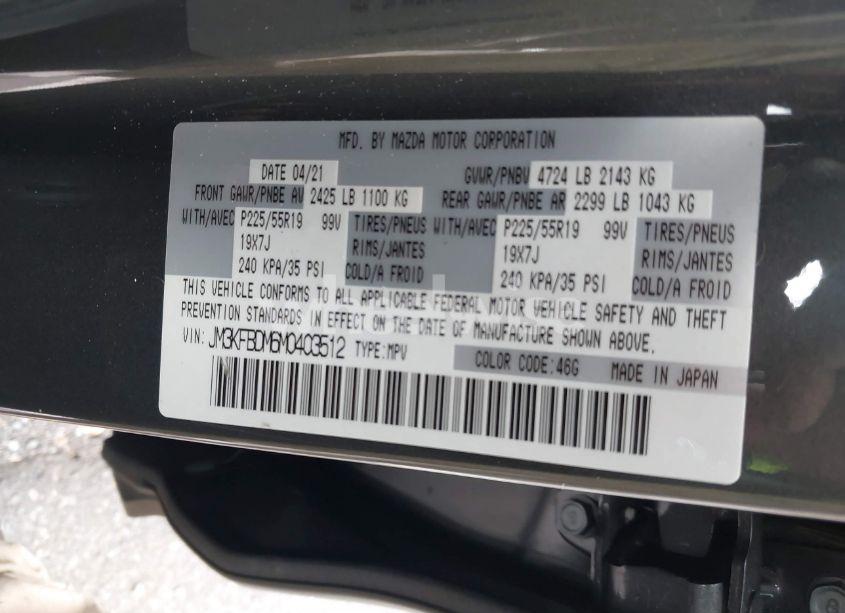 MFD. BY MAZDA MOTOR CORPORATION
DATE 04/21 GVWR/PNBV 4724 LB 2143 KG
FRONT GAWR/PNBE AV 2425 LB 1100 KG REAR GAWR/PNBE AR 2299 LB 1043 KG
WITH/AVEC P225/55R19 99V TIRES/PNEUS WITH/AVEC P225/55R19 99V TIRES/PNEUS
19X7J RIMS/JANTES 19X7J RIMS/JANTES
240 KPA/35 PSI COLD/A FROID 240 KPA/35 PSI COLD/A FROID
THIS VEHICLE CONFORMS TO ALL APPLICABLE FEDERAL MOTOR VEHICLE SAFETY AND THEFT
PREVENTION STANDARDS IN EFFECT ON THE DATE OF MANUFACTURE SHOWN ABOVE.
VIN: JM3KFBDM6M0403512 TYPE:MPV
COLOR CODE:46G MADE IN JAPAN